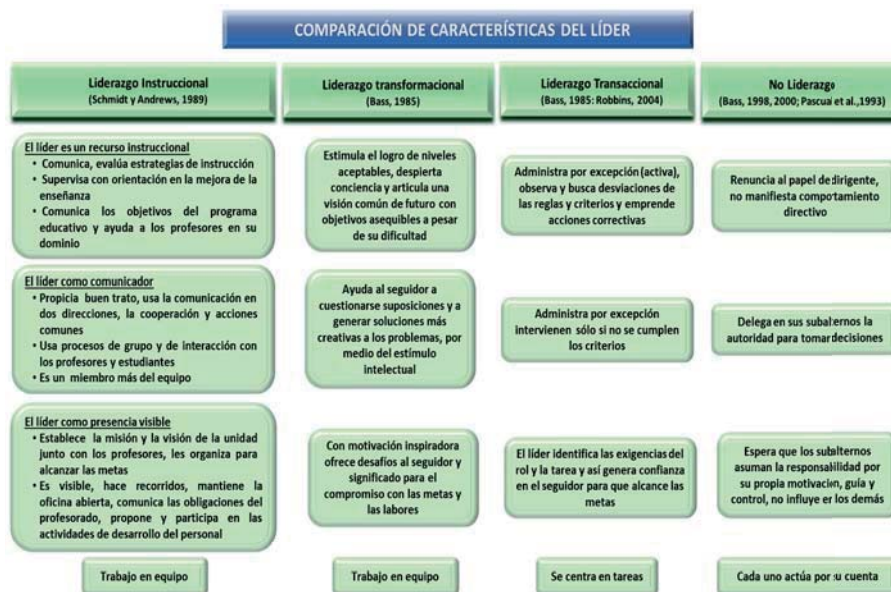 COMPARACIÓN DE CARACTERÍSTICAS DEL LÍDER
Liderazgo Instruccional
(Schmidt y Andrews, 1989)
El líder es un recurso instruccional
• Comunica, evalúa estrategias de instrucción
• Supervisa con orientación en la mejora de la
enseñanza
• Comunica los objetivos del programa
educativo y ayuda a los profesores en su
dominio
El líder como comunicador
• Propicia buen trato, usa la comunicación en
dos direcciones, la cooperación y acciones
comunes
• Usa procesos de grupo y de interacción con
los profesores y estudiantes
• Es un miembro más del equipo
El líder como presencia visible
• Establece la misión y la visión de la unidad
junto con los profesores, les organiza para
alcanzar las metas
• Es visible, hace recorridos, mantiene la
oficina abierta, comunica las obligaciones del
profesorado, propone y participa en las
actividades de desarrollo del personal
Trabajo en equipo
Liderazgo transformacional
(Bass, 1985)
Estimula el logro de niveles
aceptables, despierta
conciencia y articula una
visión común de futuro con
objetivos asequibles a pesar
de su dificultad
Ayuda al seguidor a
cuestionarse suposiciones y a
generar soluciones más
creativas a los problemas, por
medio del estímulo
intelectual
Con motivación inspiradora
ofrece desafíos al seguidor y
significado para el
compromiso con las metas y
las labores
Trabajo en equipo
Liderazgo Transaccional
(Bass, 1985: Robbins, 2004)
Administra por excepción (activa),
observa y busca desviaciones de
las reglas y criterios y emprende
acciones correctivas
Administra por excepción
intervienen sólo si no se cumplen
los criterios
El líder identifica las exigencias del
rol y la tarea y así genera confianza
en el seguidor para que alcance las
metas
Se centra en tareas
No Liderazgo
(Bass, 1998, 2000; Pascual et al.,1993)
Renuncia al papel de dirigente,
no manifiesta comportamiento
directivo
Delega en sus subalternos la
autoridad para tomar decisiones
Espera que los subalternos
asuman la responsabilidad por
su propia motivación, guía y
control, no influye en los demás
Cada uno actúa por su cuenta